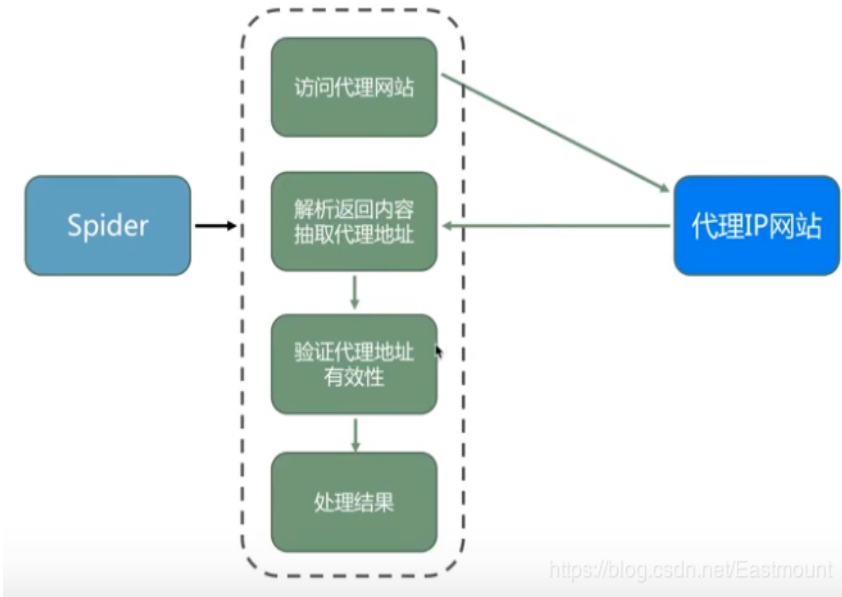 访问代理网站
Spider
解析返回内容
抽取代理地址
代理IP网站
验证代理地址
有效性
处理结果
https://blog.csdn.net/Eastmount